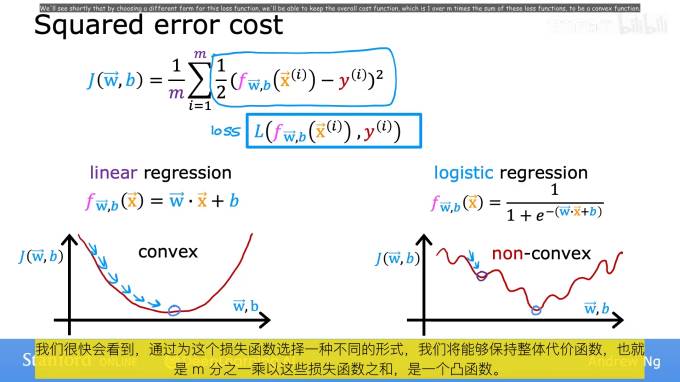 We'll see shortly that by choosing a different form for this loss function, we'll be able to keep the overall cost function, which is 1 over m times the sum of these loss functions, to be a convex function.
Squared error cost
bilibili
J(w⃗, b) = 1/m ∑_{i=1}^{m} 1/2 (f_{w⃗,b}(x⃗^{(i)}) − y^{(i)})²
loss L(f_{w⃗,b}(x⃗^{(i)}), y^{(i)})
linear regression
f_{w⃗,b}(x⃗) = w⃗ · x⃗ + b
J(w⃗, b)
convex
w⃗, b
logistic regression
f_{w⃗,b}(x⃗) = 1/(1 + e^{−(w⃗·x⃗+b)})
J(w⃗, b)
non-convex
w⃗, b
Stanford ONLINE
Andrew Ng
我们很快会看到，通过为这个损失函数选择一种不同的形式，我们将能够保持整体代价函数，也就
是 m 分之一乘以这些损失函数之和，是一个凸函数。